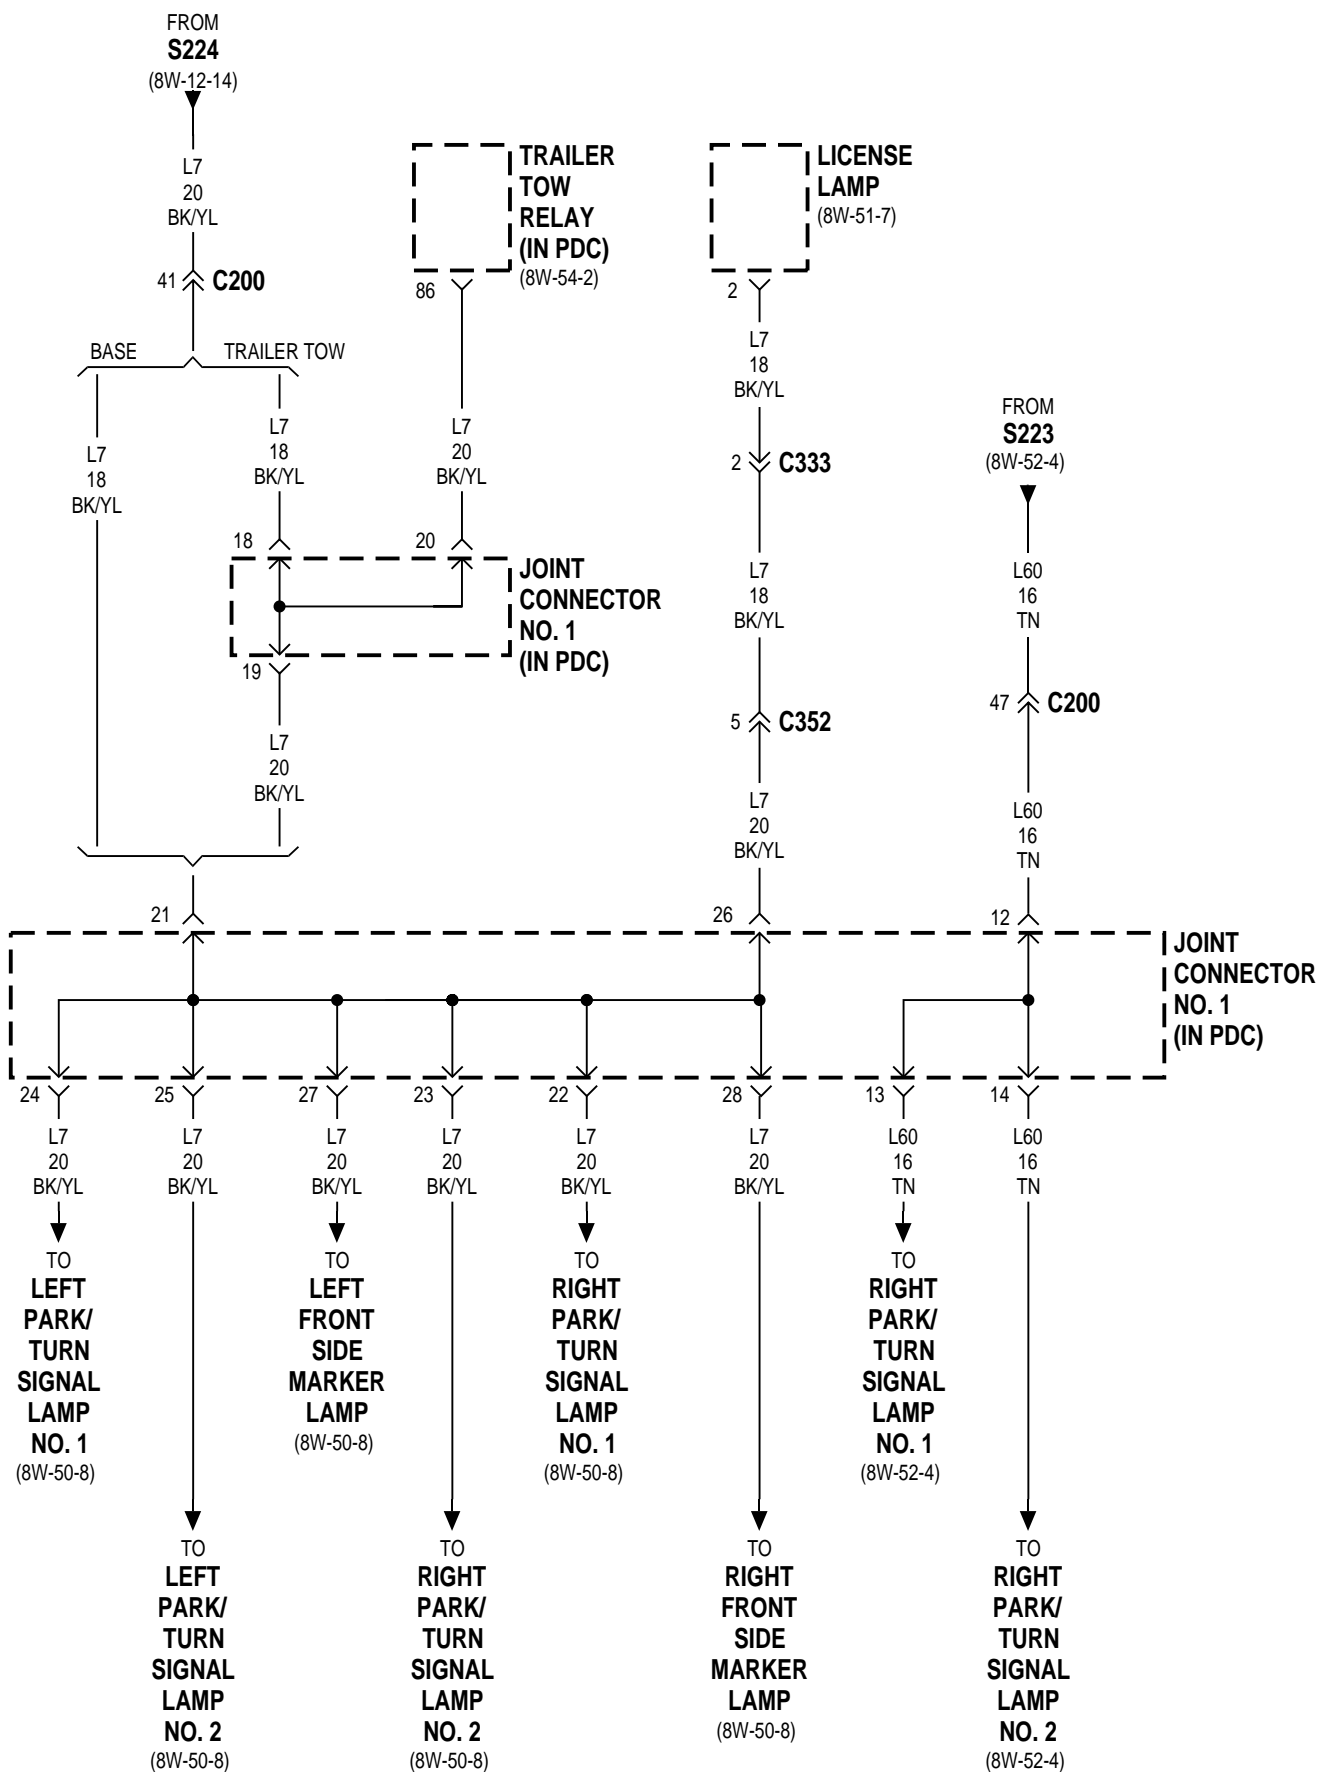 FROM
S224
(8W-12-14)
L7
20
BK/YL
41
C200
BASE
TRAILER TOW
L7
18
BK/YL
L7
18
BK/YL
TRAILER
TOW
RELAY
(IN PDC)
(8W-54-2)
86
L7
20
BK/YL
18
20
JOINT
CONNECTOR
NO. 1
(IN PDC)
19
L7
20
BK/YL
LICENSE
LAMP
(8W-51-7)
2
L7
18
BK/YL
2
C333
L7
18
BK/YL
5
C352
L7
20
BK/YL
FROM
S223
(8W-52-4)
L60
16
TN
47
C200
L60
16
TN
21
26
12
JOINT
CONNECTOR
NO. 1
(IN PDC)
24
25
27
23
22
28
13
14
L7
20
BK/YL
TO
LEFT
PARK/
TURN
SIGNAL
LAMP
NO. 1
(8W-50-8)
L7
20
BK/YL
TO
LEFT
PARK/
TURN
SIGNAL
LAMP
NO. 2
(8W-50-8)
L7
20
BK/YL
TO
LEFT
FRONT
SIDE
MARKER
LAMP
(8W-50-8)
L7
20
BK/YL
TO
RIGHT
PARK/
TURN
SIGNAL
LAMP
NO. 2
(8W-50-8)
L7
20
BK/YL
TO
RIGHT
PARK/
TURN
SIGNAL
LAMP
NO. 1
(8W-50-8)
L7
20
BK/YL
TO
RIGHT
FRONT
SIDE
MARKER
LAMP
(8W-50-8)
L60
16
TN
TO
RIGHT
PARK/
TURN
SIGNAL
LAMP
NO. 1
(8W-52-4)
L60
16
TN
TO
RIGHT
PARK/
TURN
SIGNAL
LAMP
NO. 2
(8W-52-4)